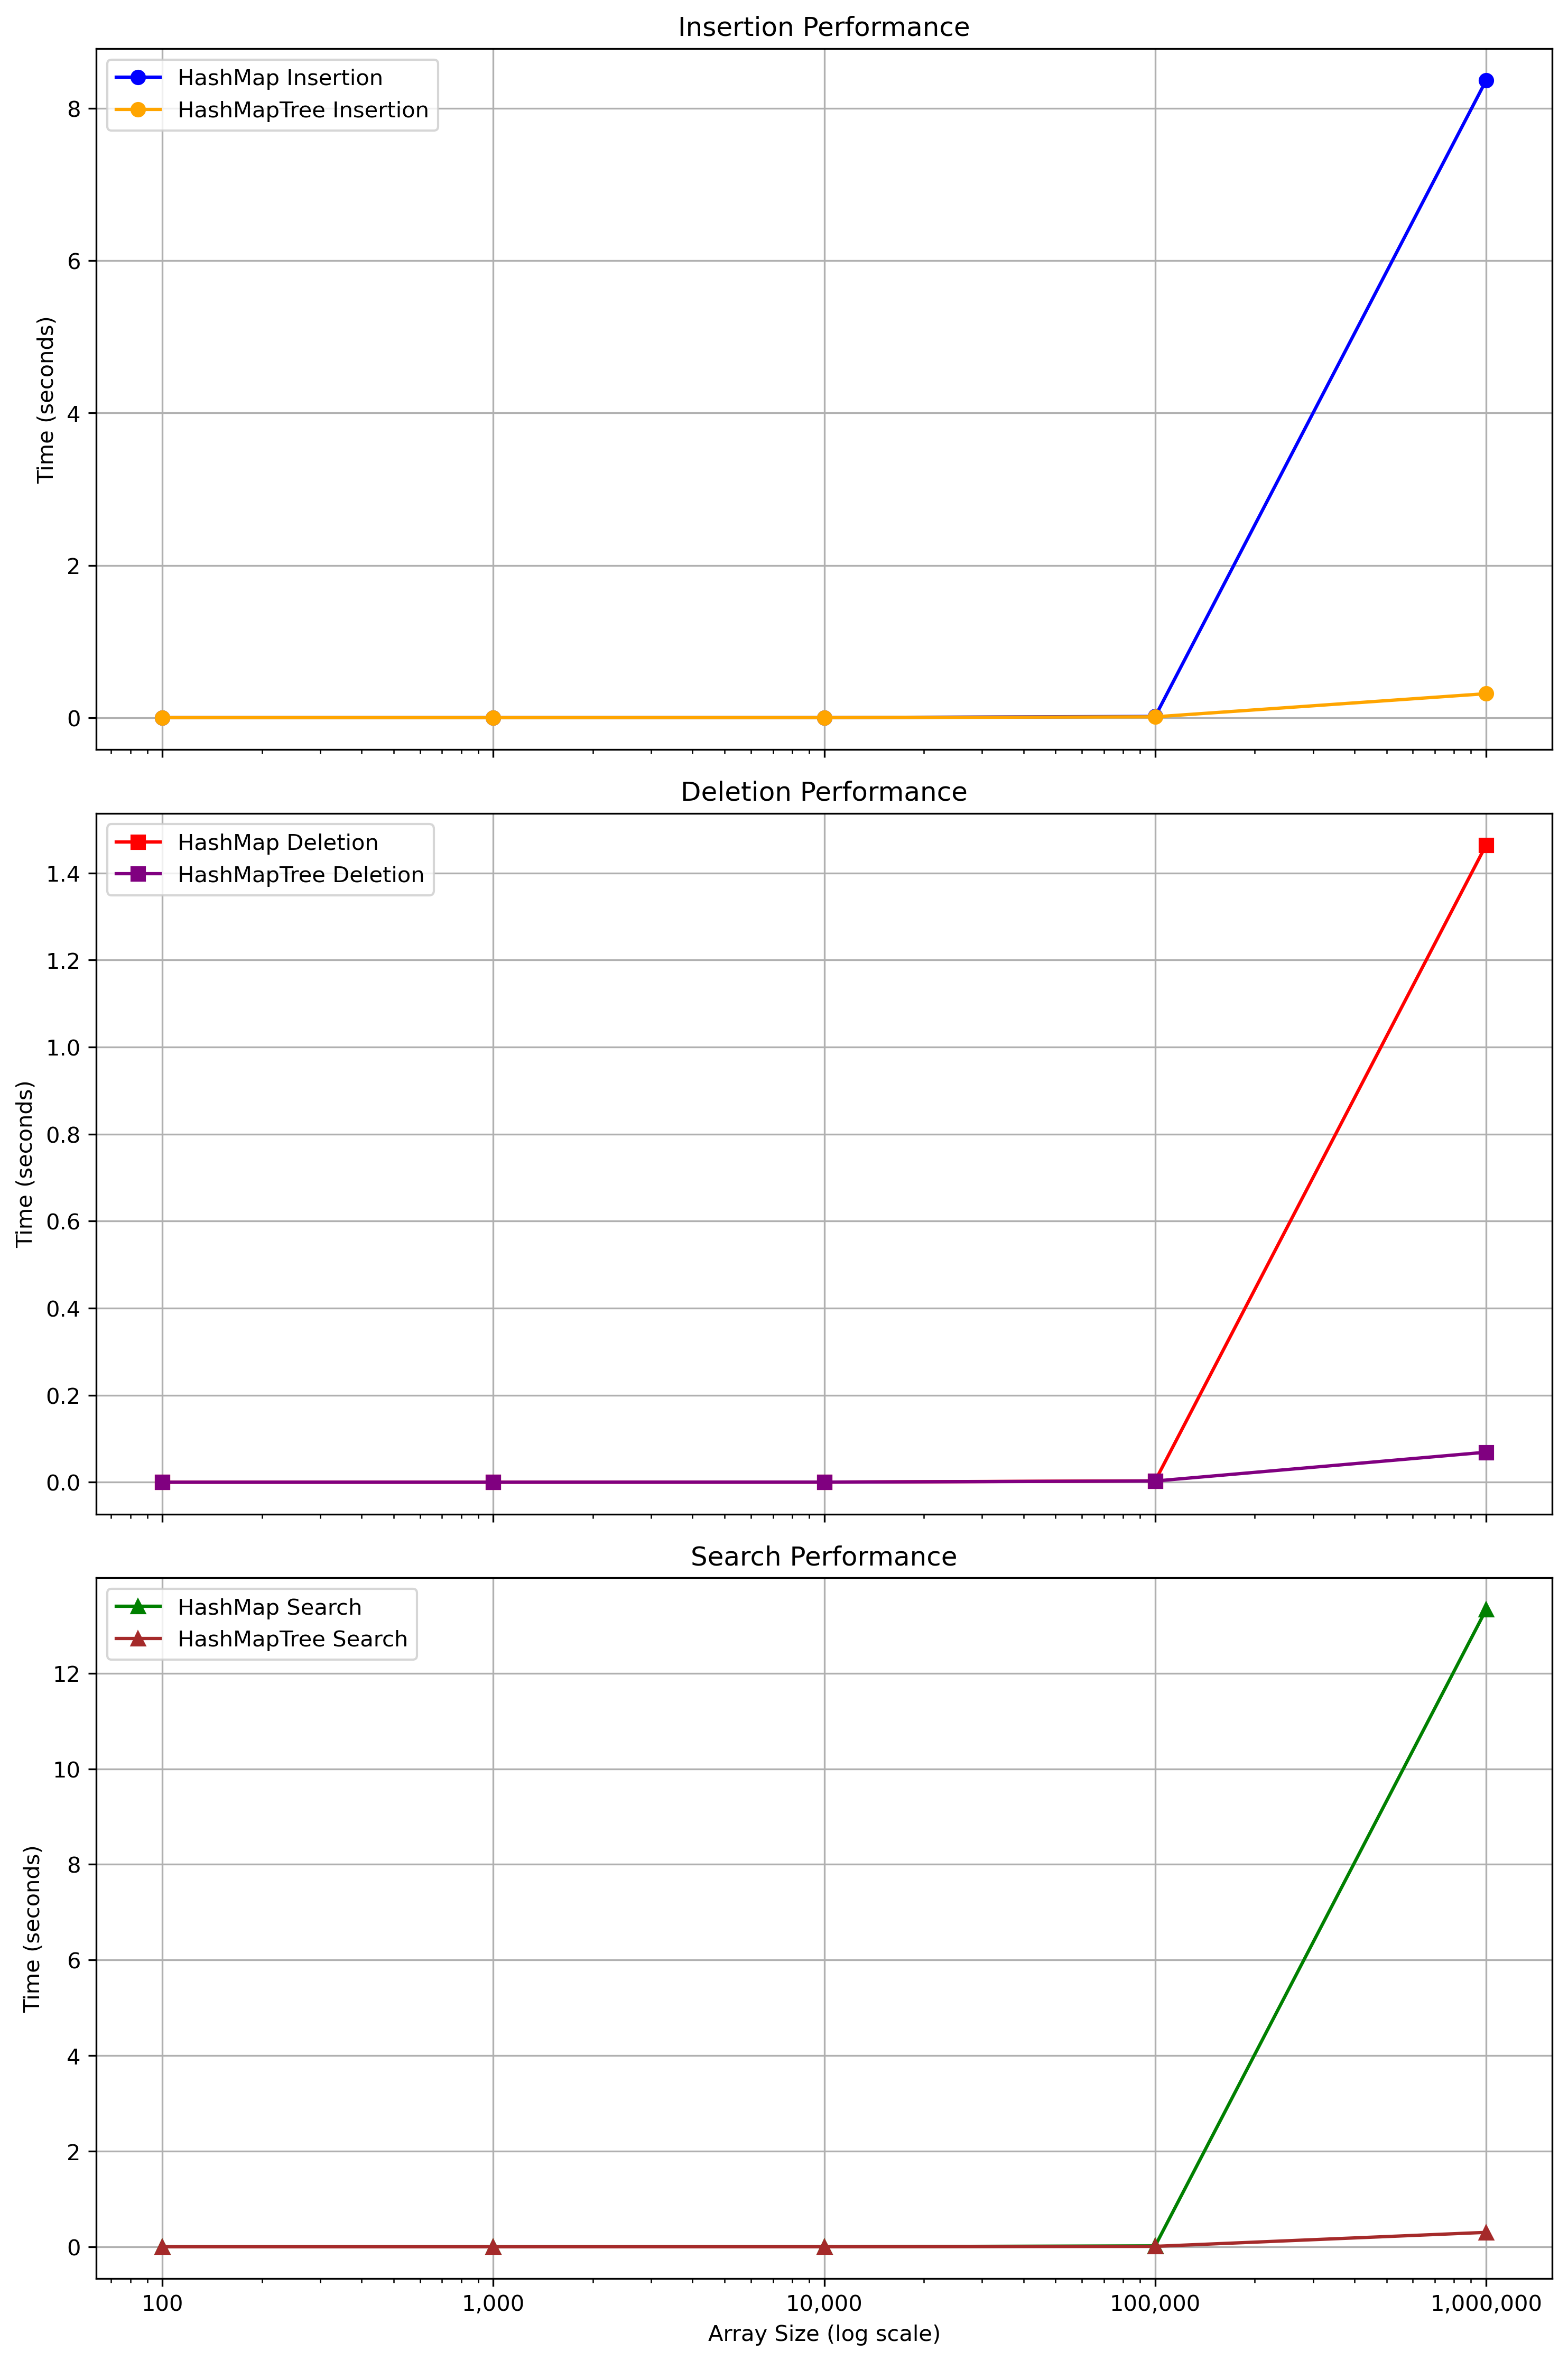 Insertion Performance
HashMap Insertion
HashMapTree Insertion
Time (seconds)
8
6
4
2
0
Deletion Performance
HashMap Deletion
HashMapTree Deletion
Time (seconds)
1.4
1.2
1.0
0.8
0.6
0.4
0.2
0.0
Search Performance
HashMap Search
HashMapTree Search
Time (seconds)
12
10
8
6
4
2
0
100 1,000 10,000 100,000 1,000,000
Array Size (log scale)